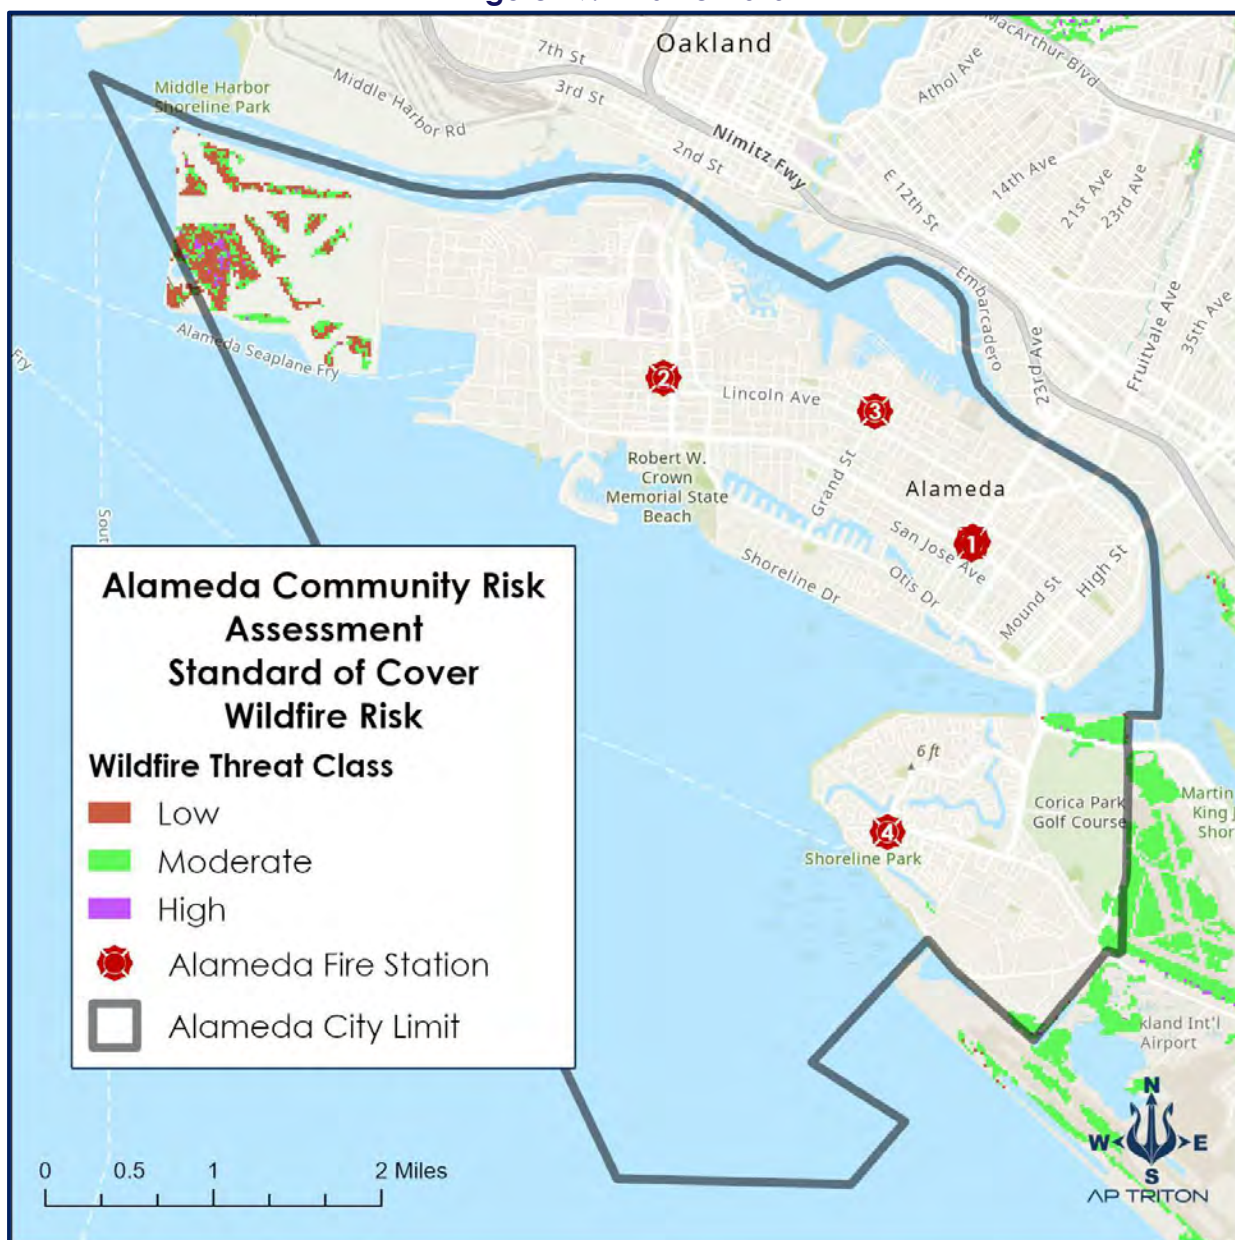 Oakland
MacArthur Blvd
7th St
3rd St
Middle Harbor
Shoreline Park
Middle Harbor Rd
Athol Ave
Nimitz Fwy
2nd St
E 12th St
14th Ave
21st Ave
23rd Ave
Embarcadero
23rd Ave
Fruitvale Ave
35th Ave
Alameda Seaplane Fry
Fry
2
Lincoln Ave
3
Robert W.
Crown
Memorial State
Beach
Grand St
Alameda
1
San Jose Ave
Otis Dr
Shoreline Dr
Mound St
High St
Sout
Alameda Community Risk
Assessment
Standard of Cover
Wildfire Risk
Wildfire Threat Class
Low
Moderate
High
Alameda Fire Station
Alameda City Limit
6 ft
Corica Park
Golf Course
Martin
King J
Shor
4
Shoreline Park
kland Int'l
Airport
N
W E
S
AP TRITON
0 0.5 1 2 Miles